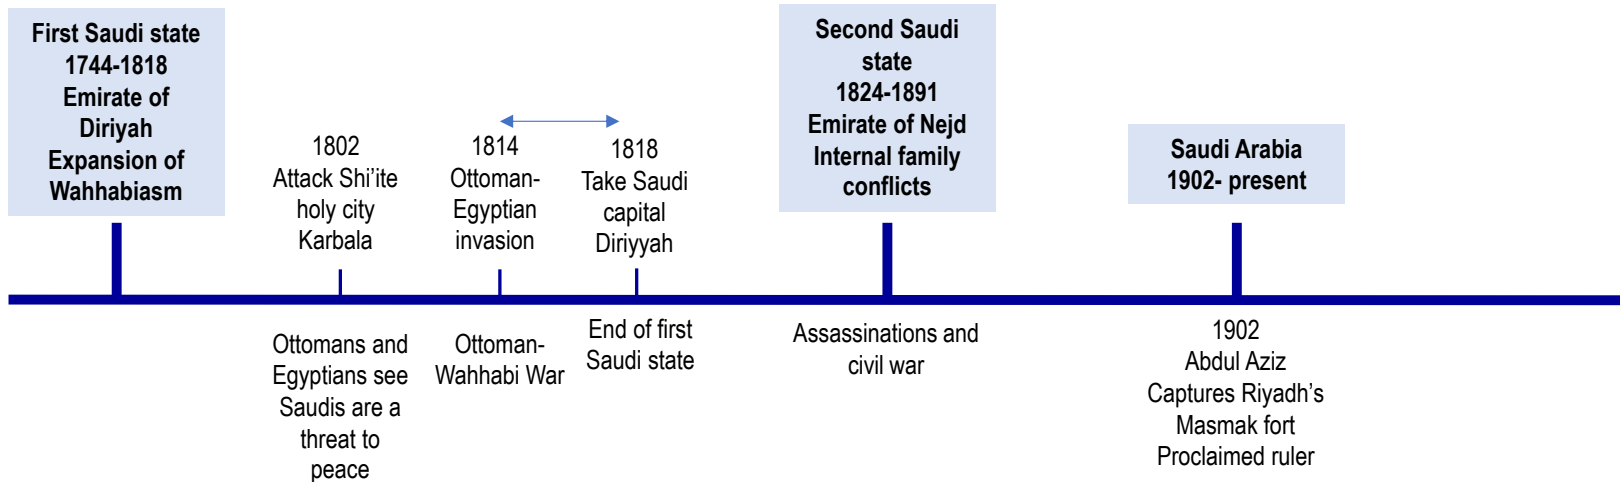 First Saudi state
1744-1818
Emirate of
Diriyah
Expansion of
Wahhabiasm
1802
Attack Shi'ite
holy city
Karbala
1814
Ottoman-
Egyptian
invasion
1818
Take Saudi
capital
Diriyyah
Second Saudi
state
1824-1891
Emirate of Nejd
Internal family
conflicts
Saudi Arabia
1902- present
Ottomans and
Egyptians see
Saudis are a
threat to
peace
Ottoman-
Wahhabi War
End of first
Saudi state
Assassinations and
civil war
1902
Abdul Aziz
Captures Riyadh's
Masmak fort
Proclaimed ruler